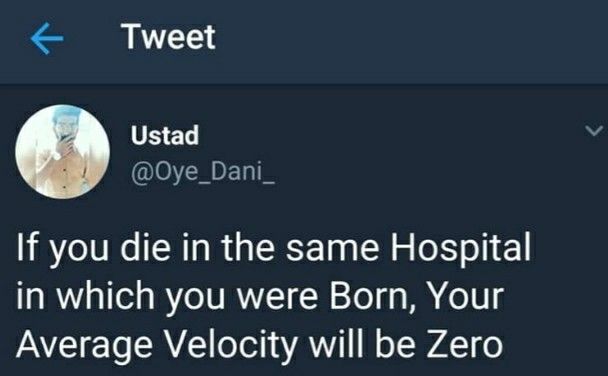 Tweet
Ustad
@Oye_Dani_
If you die in the same Hospital
in which you were Born, Your
Average Velocity will be Zero